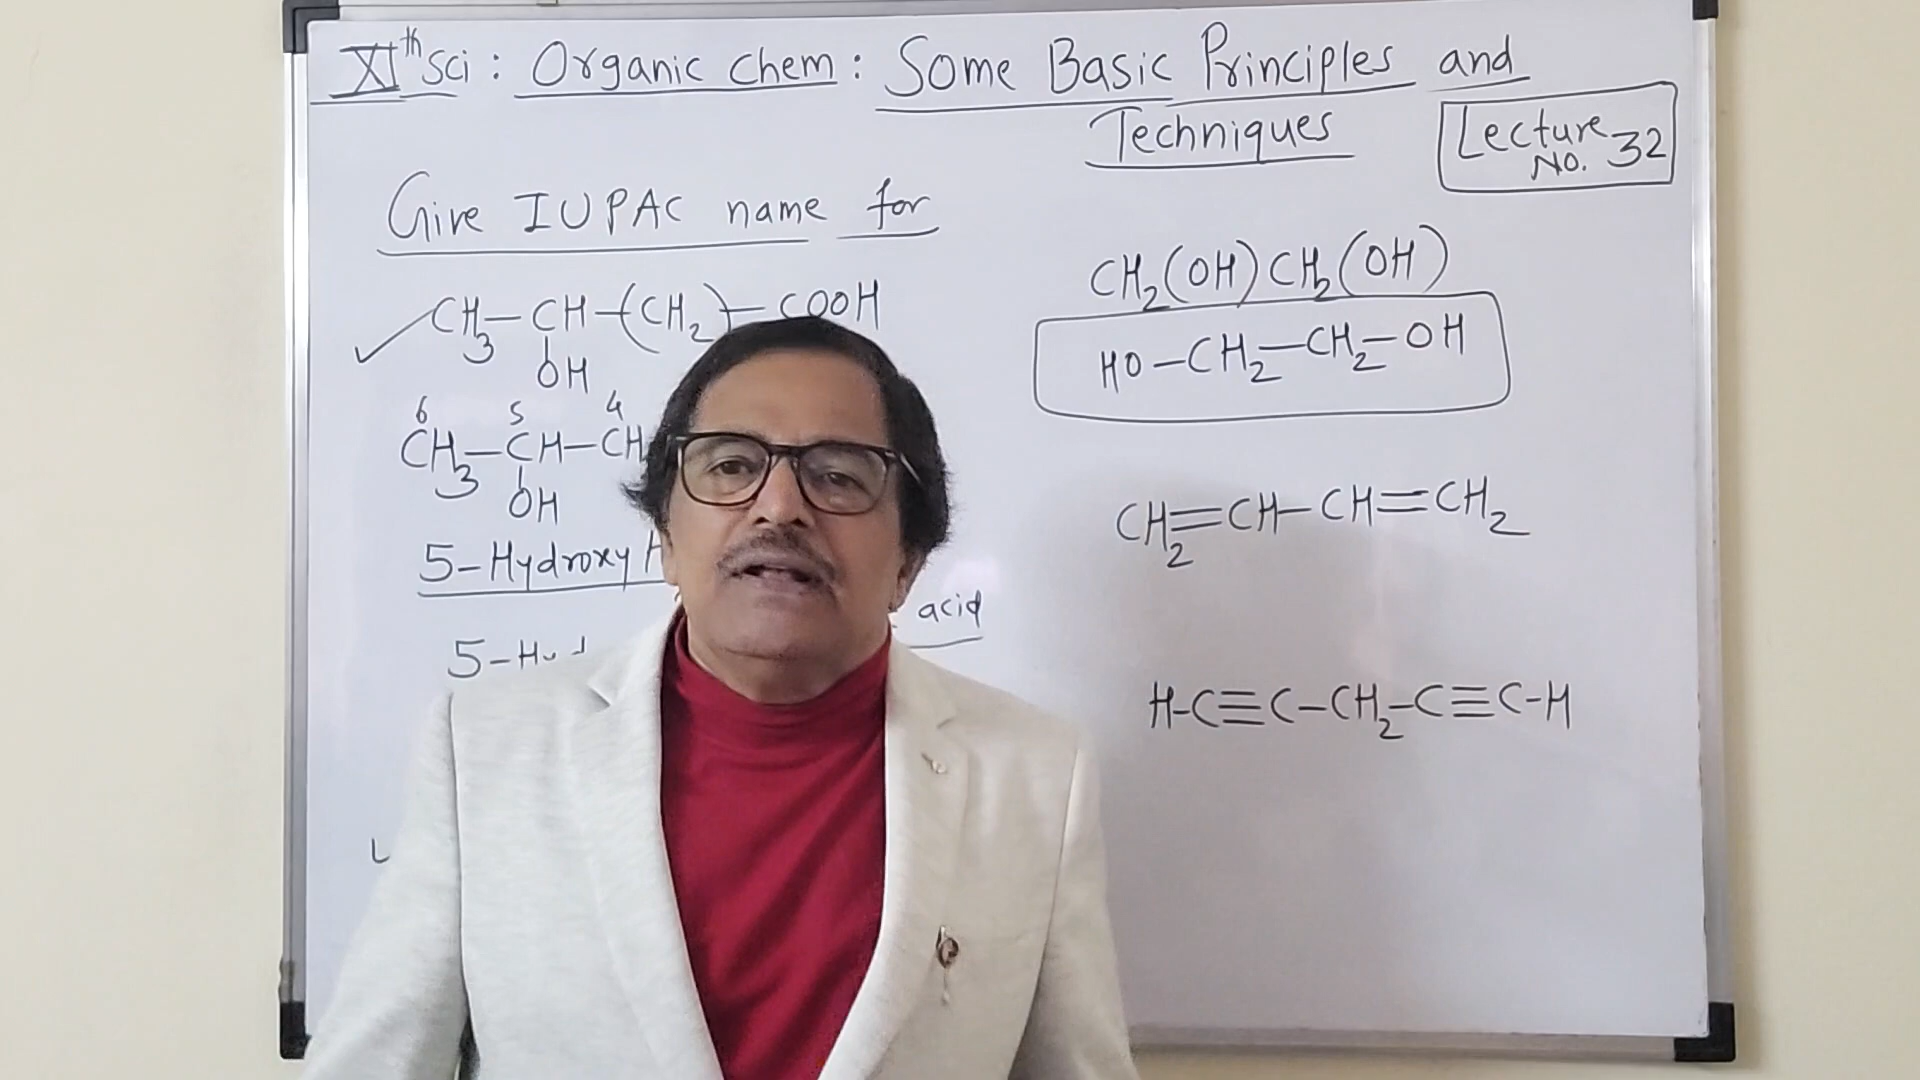 XIth Sci : Organic Chem : Some Basic Principles and
Techniques
Lecture
No. 32
Give IUPAC name for
CH3–CH–(CH2)–COOH
OH
6 5 4
CH3–CH–CH
OH
5-Hydroxy H
acid
5-Hyd
CH2(OH)CH2(OH)
HO–CH2–CH2–OH
CH2=CH–CH=CH2
H-C≡C–CH2–C≡C-H